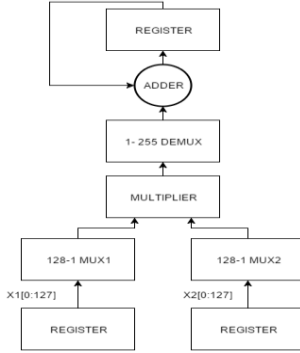 REGISTER
ADDER
1- 255 DEMUX
MULTIPLIER
128-1 MUX1
128-1 MUX2
X1[0:127]
X2[0:127]
REGISTER
REGISTER